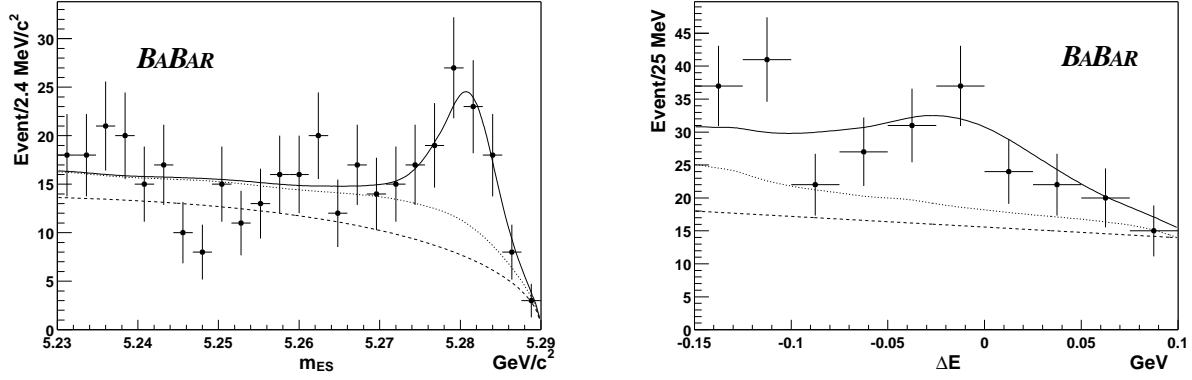 Event/2.4 MeV/c²
30
25
20
15
10
5
0
BABAR
5.23 5.24 5.25 5.26 5.27 5.28 5.29
mES GeV/c²
Event/25 MeV
45
40
35
30
25
20
15
10
5
0
BABAR
-0.15 -0.1 -0.05 0 0.05 0.1
ΔE GeV